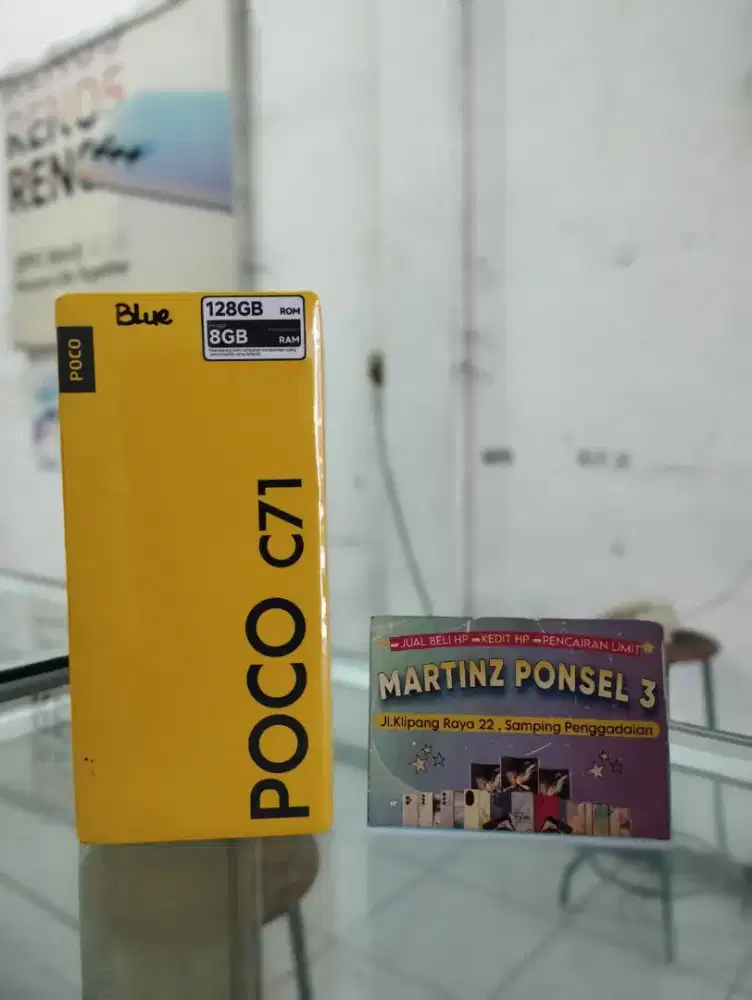 RENO
Blue
128GB ROM
8GB RAM
POCO
POCO C71
JUAL BELI HP KEDIT HP PENCAIRAN LIMIT
MARTINZ PONSEL 3
Jl.Klipang Raya 22 , Samping Penggadaian